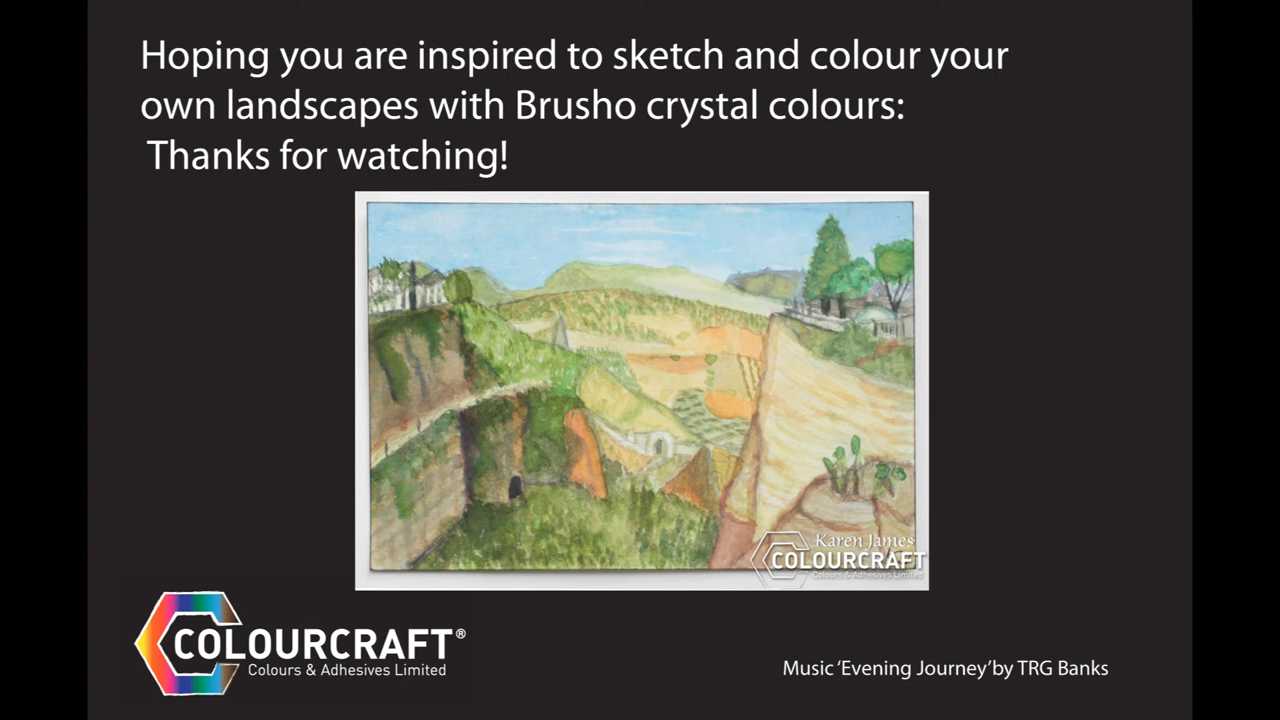 Hoping you are inspired to sketch and colour your
own landscapes with Brusho crystal colours:
Thanks for watching!
Karen James
COLOURCRAFT
Colours & Adhesives Limited
COLOURCRAFT®
Colours & Adhesives Limited
Music ‘Evening Journey’by TRG Banks